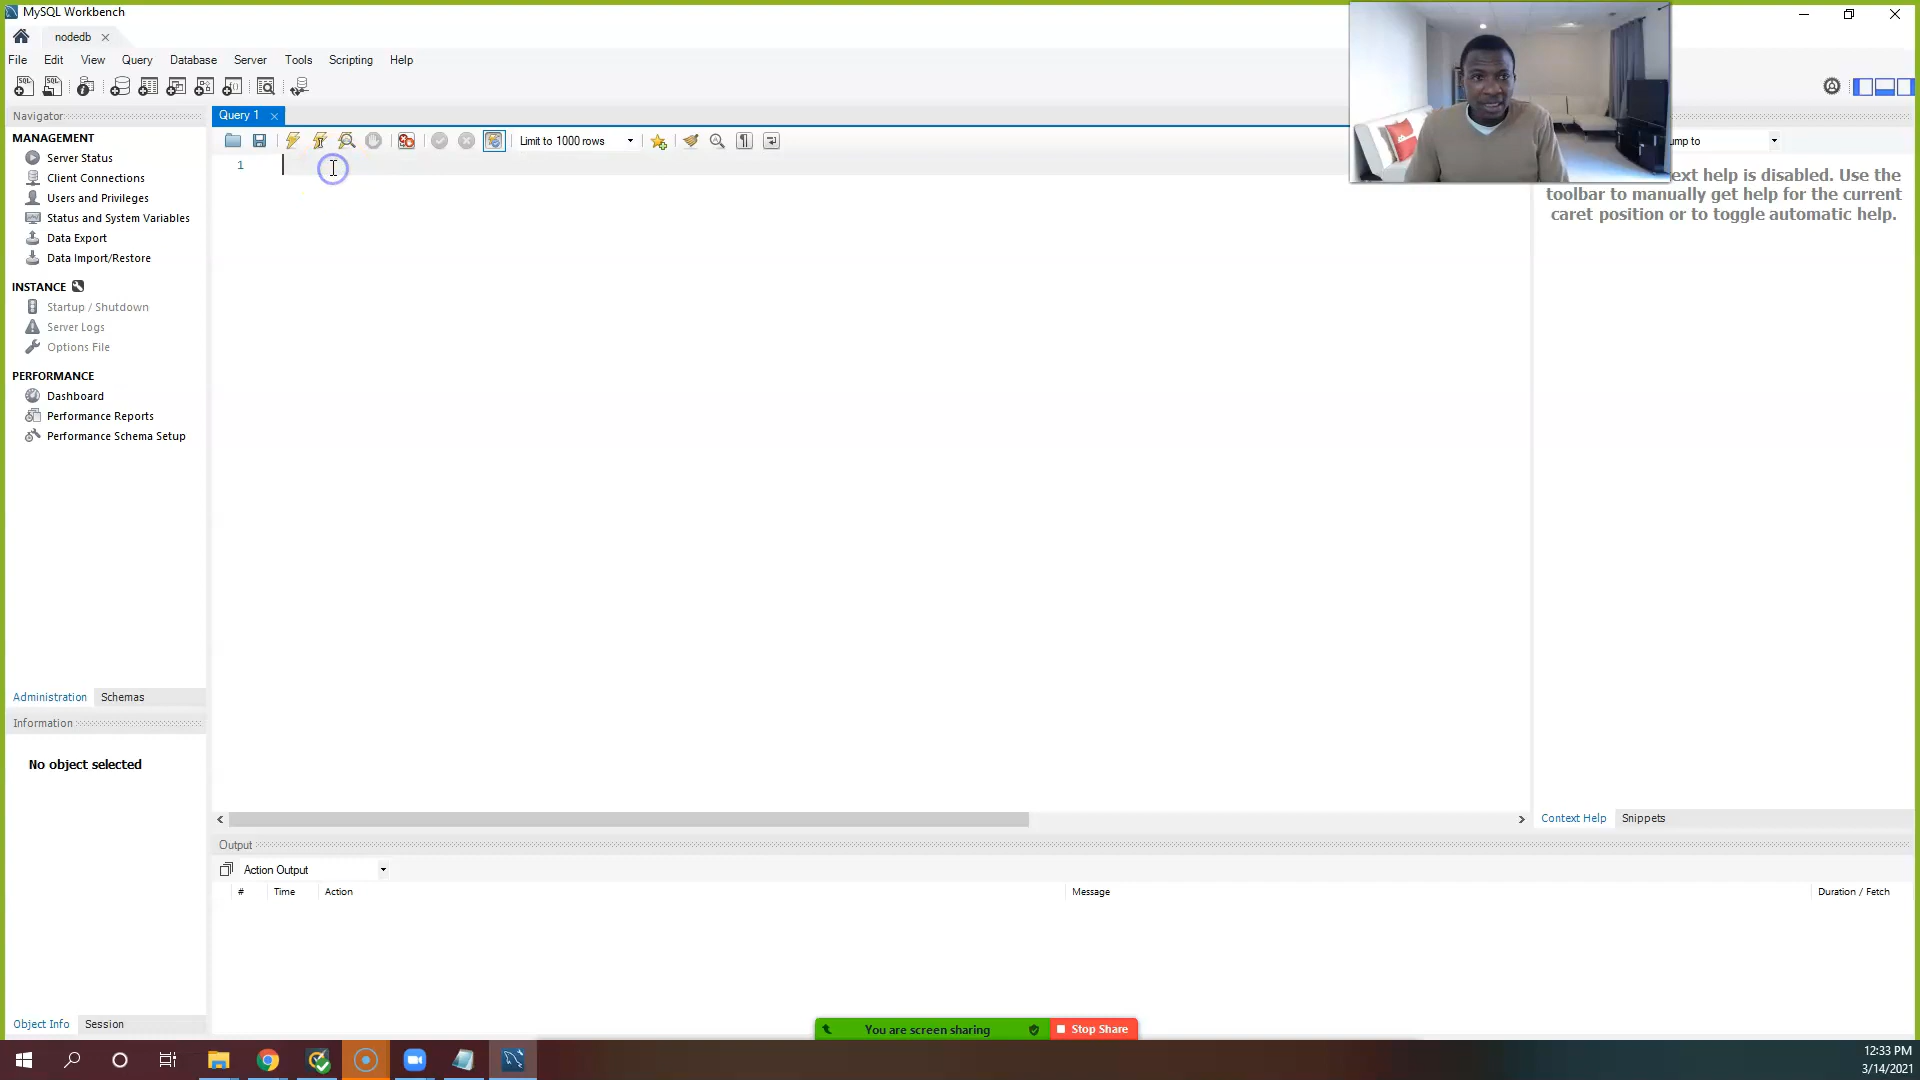 MySQL Workbench
nodedb
File Edit View Query Database Server Tools Scripting Help
Navigator
MANAGEMENT
Server Status
Client Connections
Users and Privileges
Status and System Variables
Data Export
Data Import/Restore
INSTANCE
Startup / Shutdown
Server Logs
Options File
PERFORMANCE
Dashboard
Performance Reports
Performance Schema Setup
Administration Schemas
Information
No object selected
Object Info Session
Query 1
Limit to 1000 rows
1
ump to
ext help is disabled. Use the
toolbar to manually get help for the current
caret position or to toggle automatic help.
Context Help Snippets
Output
Action Output
# Time Action Message Duration / Fetch
You are screen sharing Stop Share
12:33 PM
3/14/2021